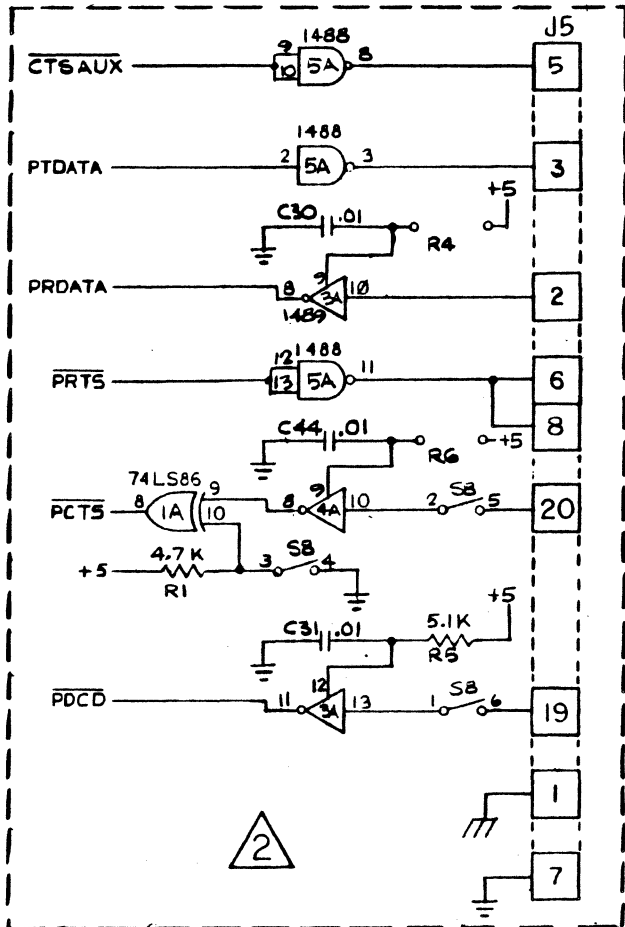 J5
1488
CTSAUX 9 10 5A 8 5
1488
PTDATA 2 5A 3 3
+5
C30 .01 R4
PRDATA 8 9 3A 10 2
1489
1488
PRTS 12 13 5A 11 6
8
C44 .01 R6 +5
74LS86
PCTS 8 1A 9 10 8 9 4A 10 2 S8 5 20
+5 4.7K R1 3 S8 4
+5
C31 .01 5.1K R5
PDCD 11 12 3A 13 1 S8 6 19
1
2
7